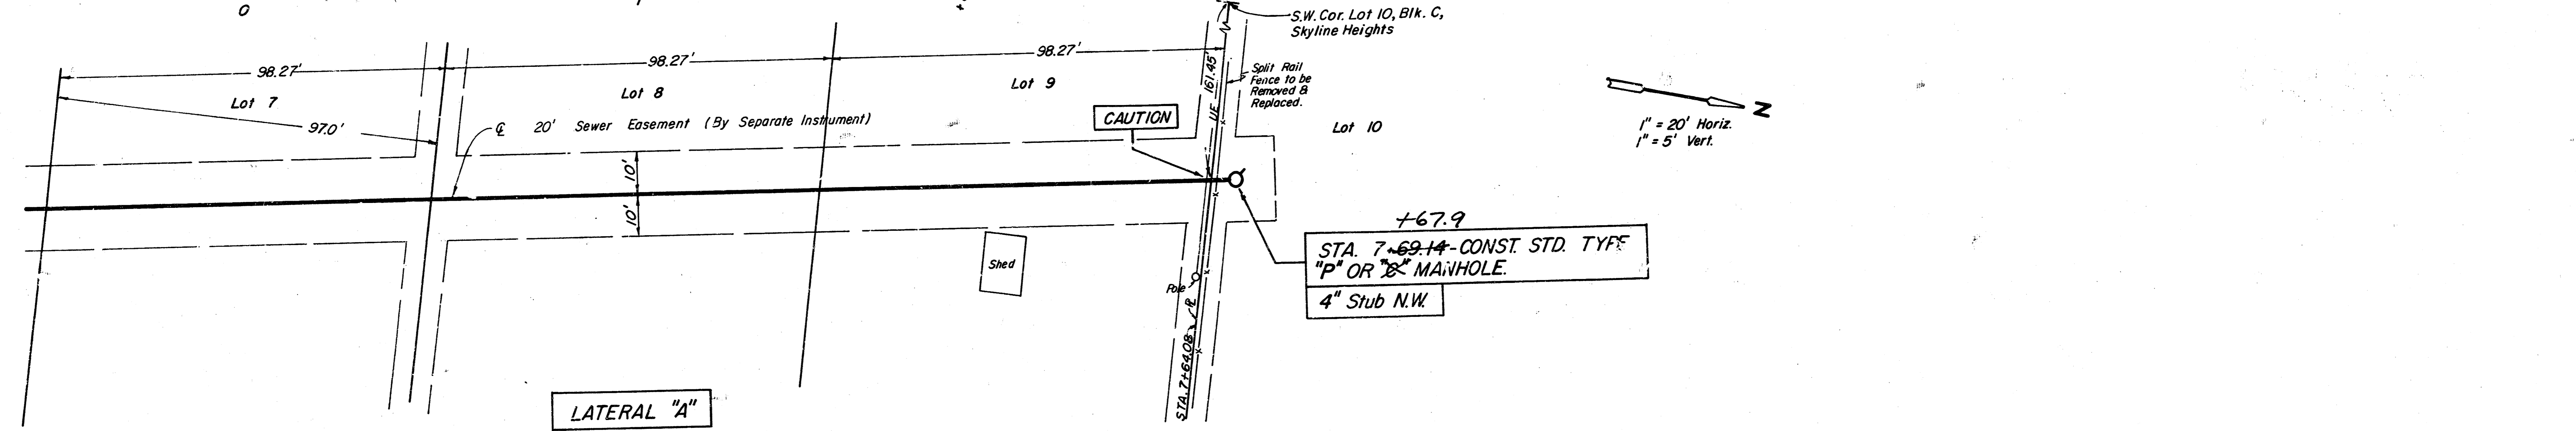 S.W. Cor. Lot 10, Blk. C,
Skyline Heights
98.27'
98.27'
98.27'
Lot 7
Lot 8
Lot 9
Lot 10
97.0'
℄ 20' Sewer Easement (By Separate Instrument)
CAUTION
161.45'
UE
Split Rail
Fence to be
Removed &
Replaced.
N
1" = 20' Horiz.
1" = 5' Vert.
10'
10'
Shed
Pole
STA. 7+64.08
+67.9
STA. 7+69.14-CONST. STD. TYPE
"P" OR "C" MANHOLE.
4" Stub N.W.
LATERAL "A"